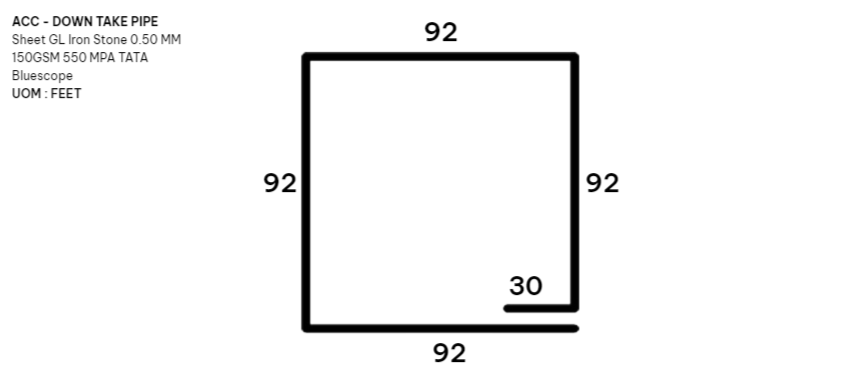 ACC - DOWN TAKE PIPE
Sheet GL Iron Stone 0.50 MM
150GSM 550 MPA TATA
Bluescope
UOM : FEET
92
92
92
30
92